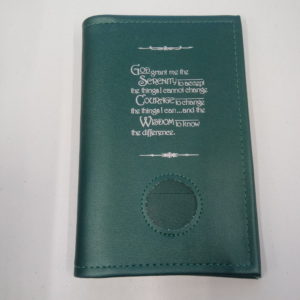 God grant me the
Serenity to accept
the things I cannot change
Courage to change
the things I can...and the
Wisdom to know
the difference.